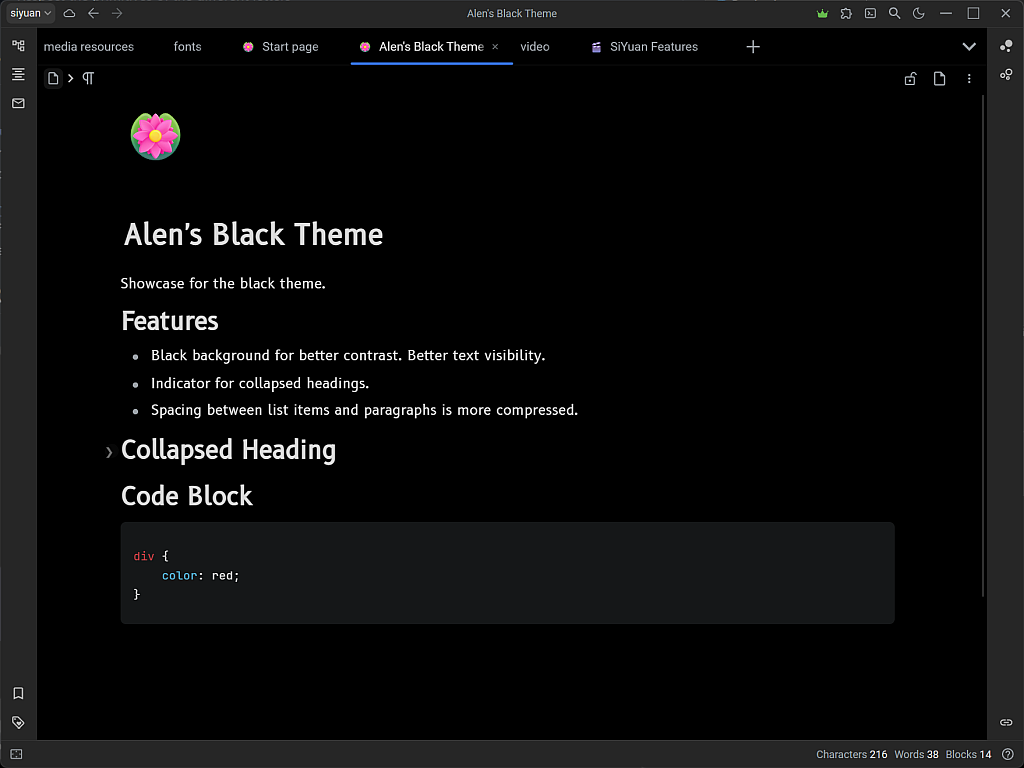 siyuan
Alen's Black Theme
media resources
fonts
Start page
Alen's Black Theme
video
SiYuan Features
Alen's Black Theme
Showcase for the black theme.
Features
Black background for better contrast. Better text visibility.
Indicator for collapsed headings.
Spacing between list items and paragraphs is more compressed.
Collapsed Heading
Code Block
div {
color: red;
}
Characters 216 Words 38 Blocks 14